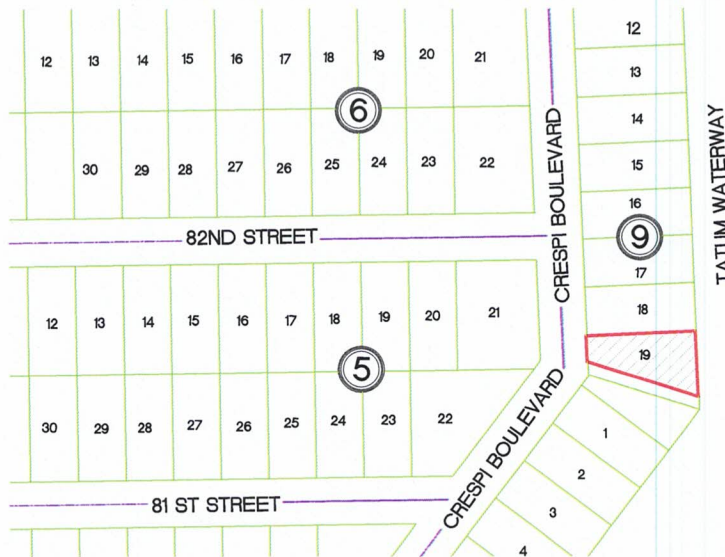 12 13 14 15 16 17 18 19 20 21
6
30 29 28 27 26 25 24 23 22
82ND STREET
12 13 14 15 16 17 18 19 20 21
5
30 29 28 27 26 25 24 23 22
81 ST STREET
CRESPI BOULEVARD
CRESPI BOULEVARD
CRESPI BOULEVARD
12
13
14
15
16
9
17
18
19
1
2
3
4
TATUM WATERWAY